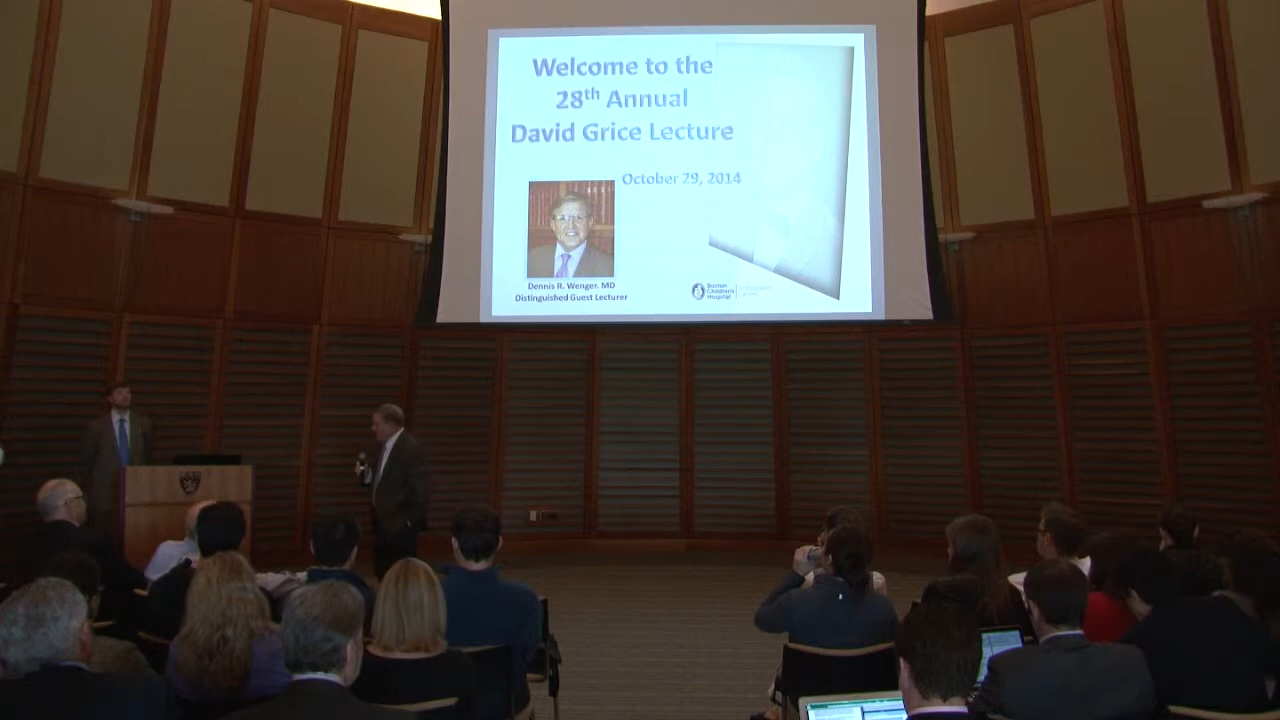 Welcome to the
28th Annual
David Grice Lecture
October 29, 2014
Dennis R. Wenger, MD
Distinguished Guest Lecturer
Boston
Children's
Hospital